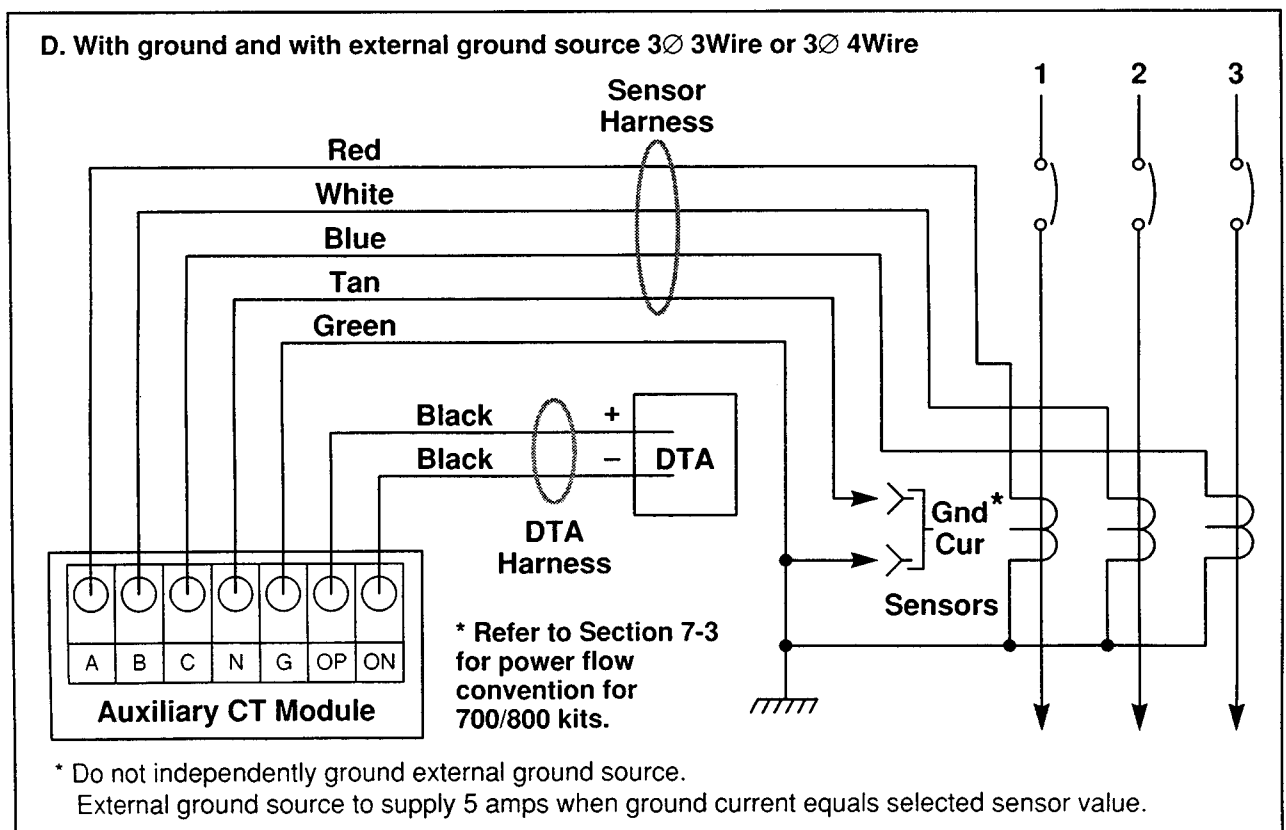 D. With ground and with external ground source 3∅ 3Wire or 3∅ 4Wire
1 2 3
Sensor
Harness
Red
White
Blue
Tan
Green
Black +
Black – DTA
DTA
Harness
Gnd*
Cur
Sensors
A B C N G OP ON
Auxiliary CT Module
* Refer to Section 7-3
for power flow
convention for
700/800 kits.
* Do not independently ground external ground source.
External ground source to supply 5 amps when ground current equals selected sensor value.